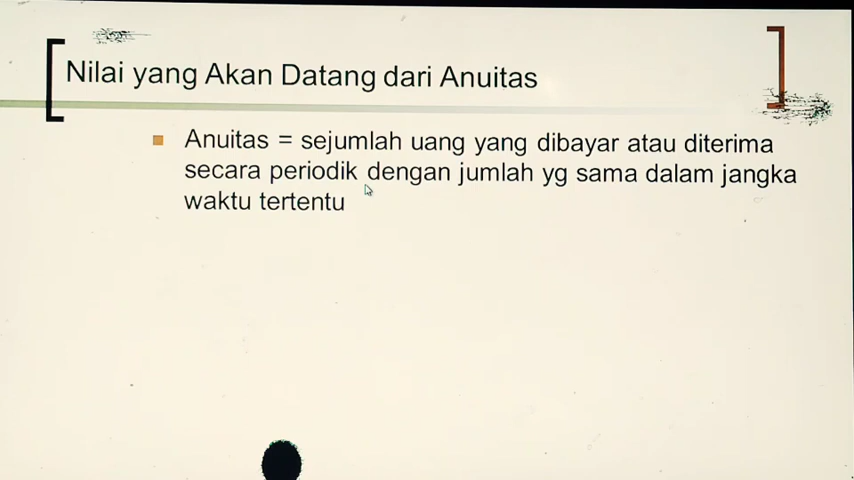 Nilai yang Akan Datang dari Anuitas
Anuitas = sejumlah uang yang dibayar atau diterima
secara periodik dengan jumlah yg sama dalam jangka
waktu tertentu